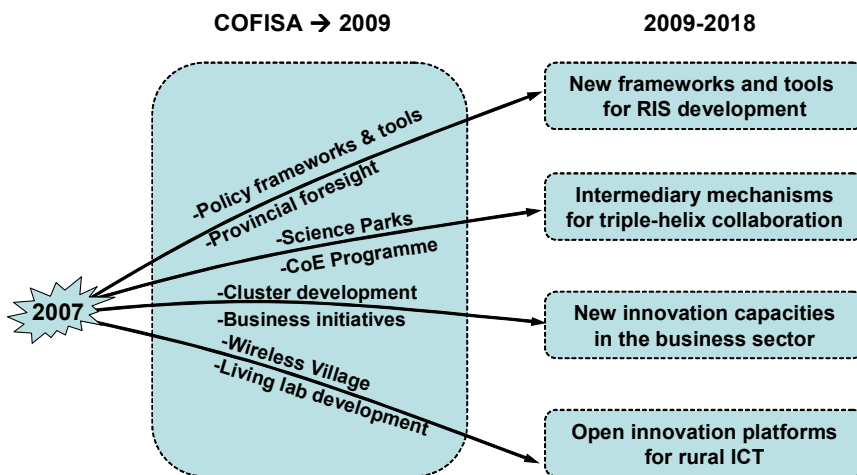 COFISA → 2009
2009-2018
2007
-Policy frameworks & tools
-Provincial foresight
-Science Parks
-CoE Programme
-Cluster development
-Business initiatives
-Wireless Village
-Living lab development
New frameworks and tools
for RIS development
Intermediary mechanisms
for triple-helix collaboration
New innovation capacities
in the business sector
Open innovation platforms
for rural ICT